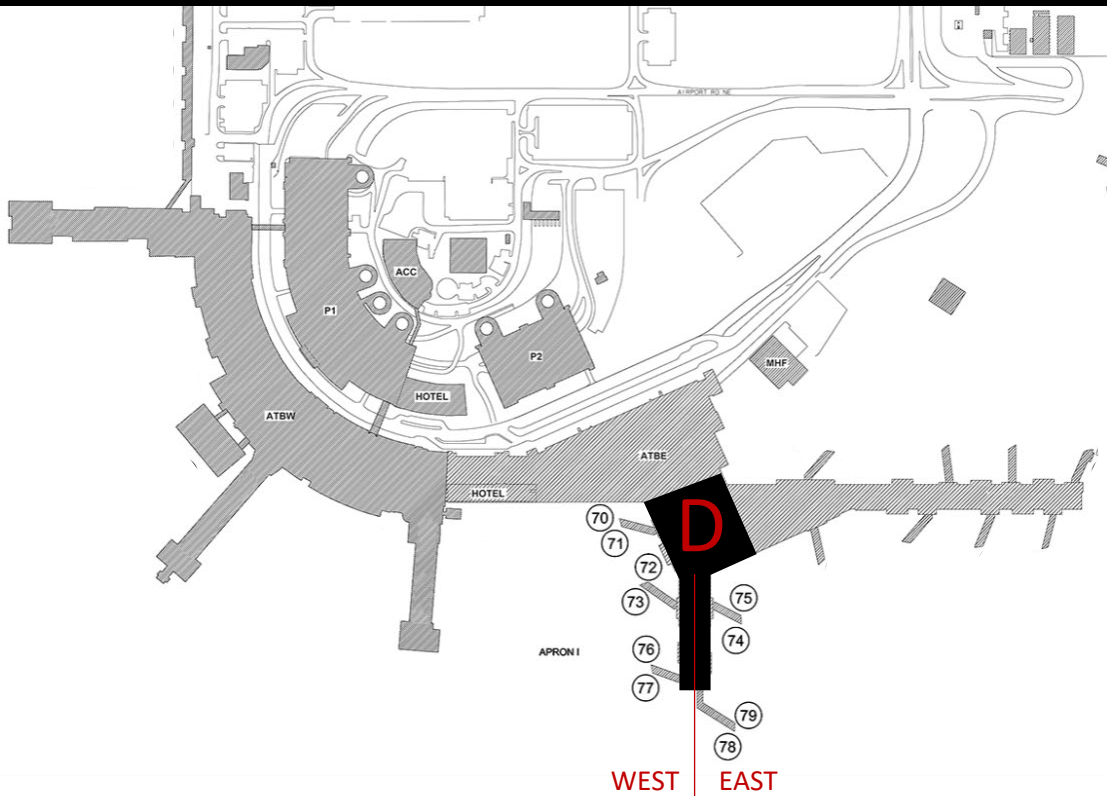 AIRPORT RD NE
ACC
P1
P2
MHF
HOTEL
ATBW
ATBE
HOTEL
D
70
71
72
73
75
74
76
APRON I
77
79
78
WEST
EAST